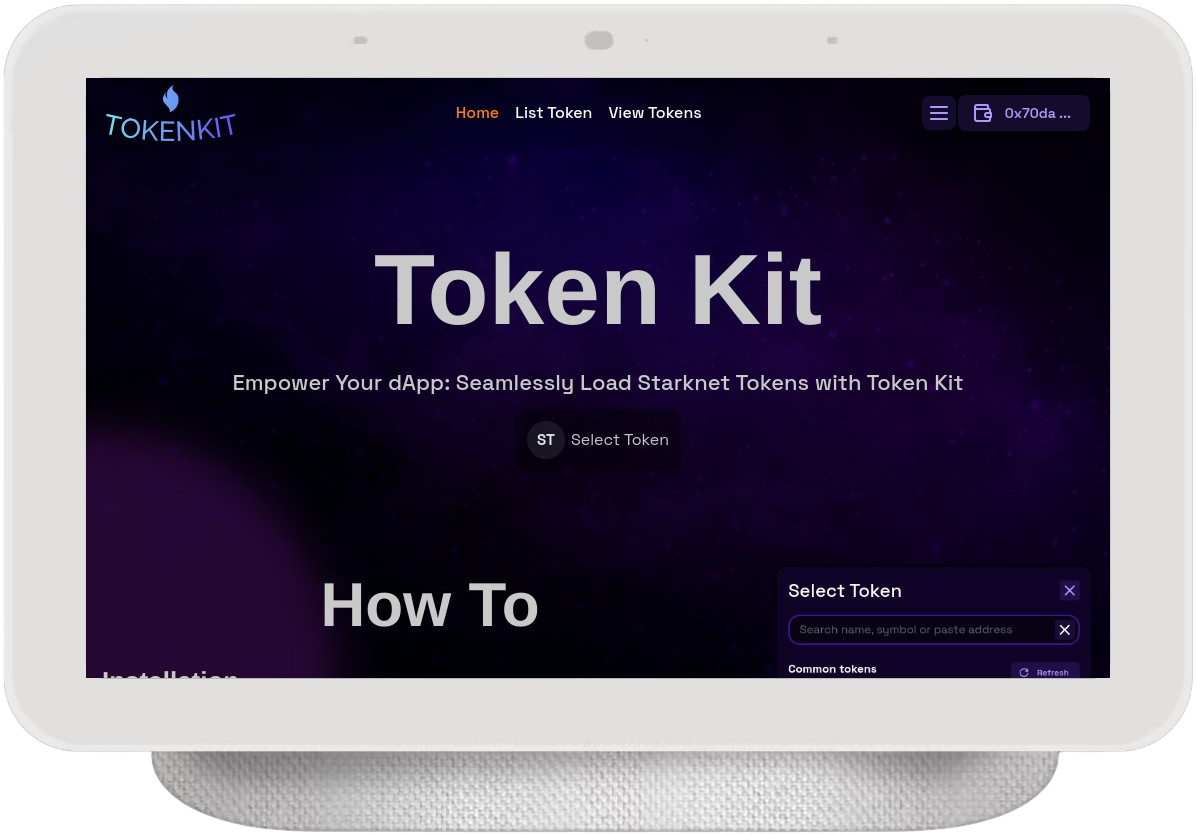 TOKENKIT
Home List Token View Tokens
0x70da ...
Token Kit
Empower Your dApp: Seamlessly Load Starknet Tokens with Token Kit
ST Select Token
How To
Select Token
Search name, symbol or paste address
Common tokens
Refresh
Installation